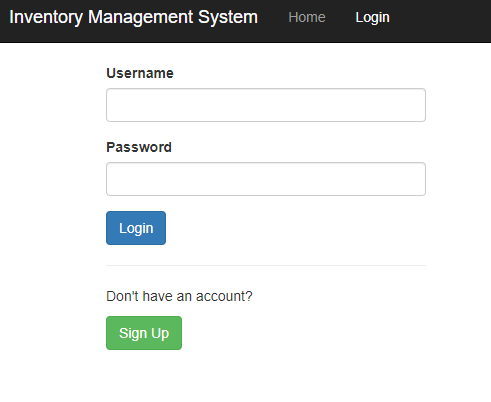 Inventory Management System Home Login
Username
Password
Login
Don't have an account?
Sign Up